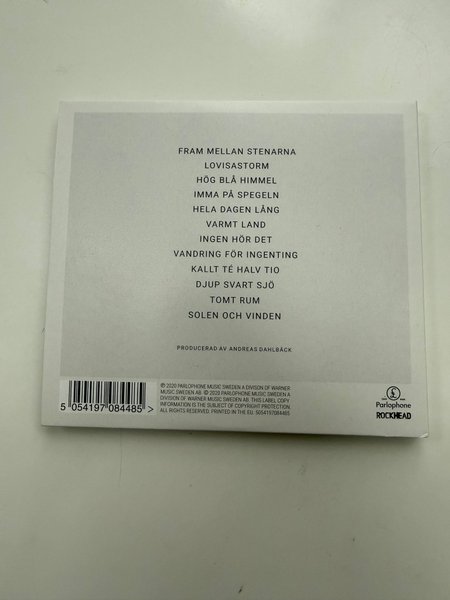 FRAM MELLAN STENARNA
LOVISASTORM
HÖG BLÅ HIMMEL
IMMA PÅ SPEGELN
HELA DAGEN LÅNG
VARMT LAND
INGEN HÖR DET
VANDRING FÖR INGENTING
KALLT TÉ HALV TIO
DJUP SVART SJÖ
TOMT RUM
SOLEN OCH VINDEN
PRODUCERAD AV ANDREAS DAHLBÄCK
5 054197 084485 >
℗ 2020 PARLOPHONE MUSIC SWEDEN A DIVISION OF WARNER
MUSIC SWEDEN AB. © 2020 PARLOPHONE MUSIC SWEDEN A
DIVISION OF WARNER MUSIC SWEDEN AB. THIS LABEL COPY
INFORMATION IS THE SUBJECT OF COPYRIGHT PROTECTION.
ALL RIGHTS RESERVED. PRINTED IN THE EU. 5054197084485
Parlophone
ROCKHEAD